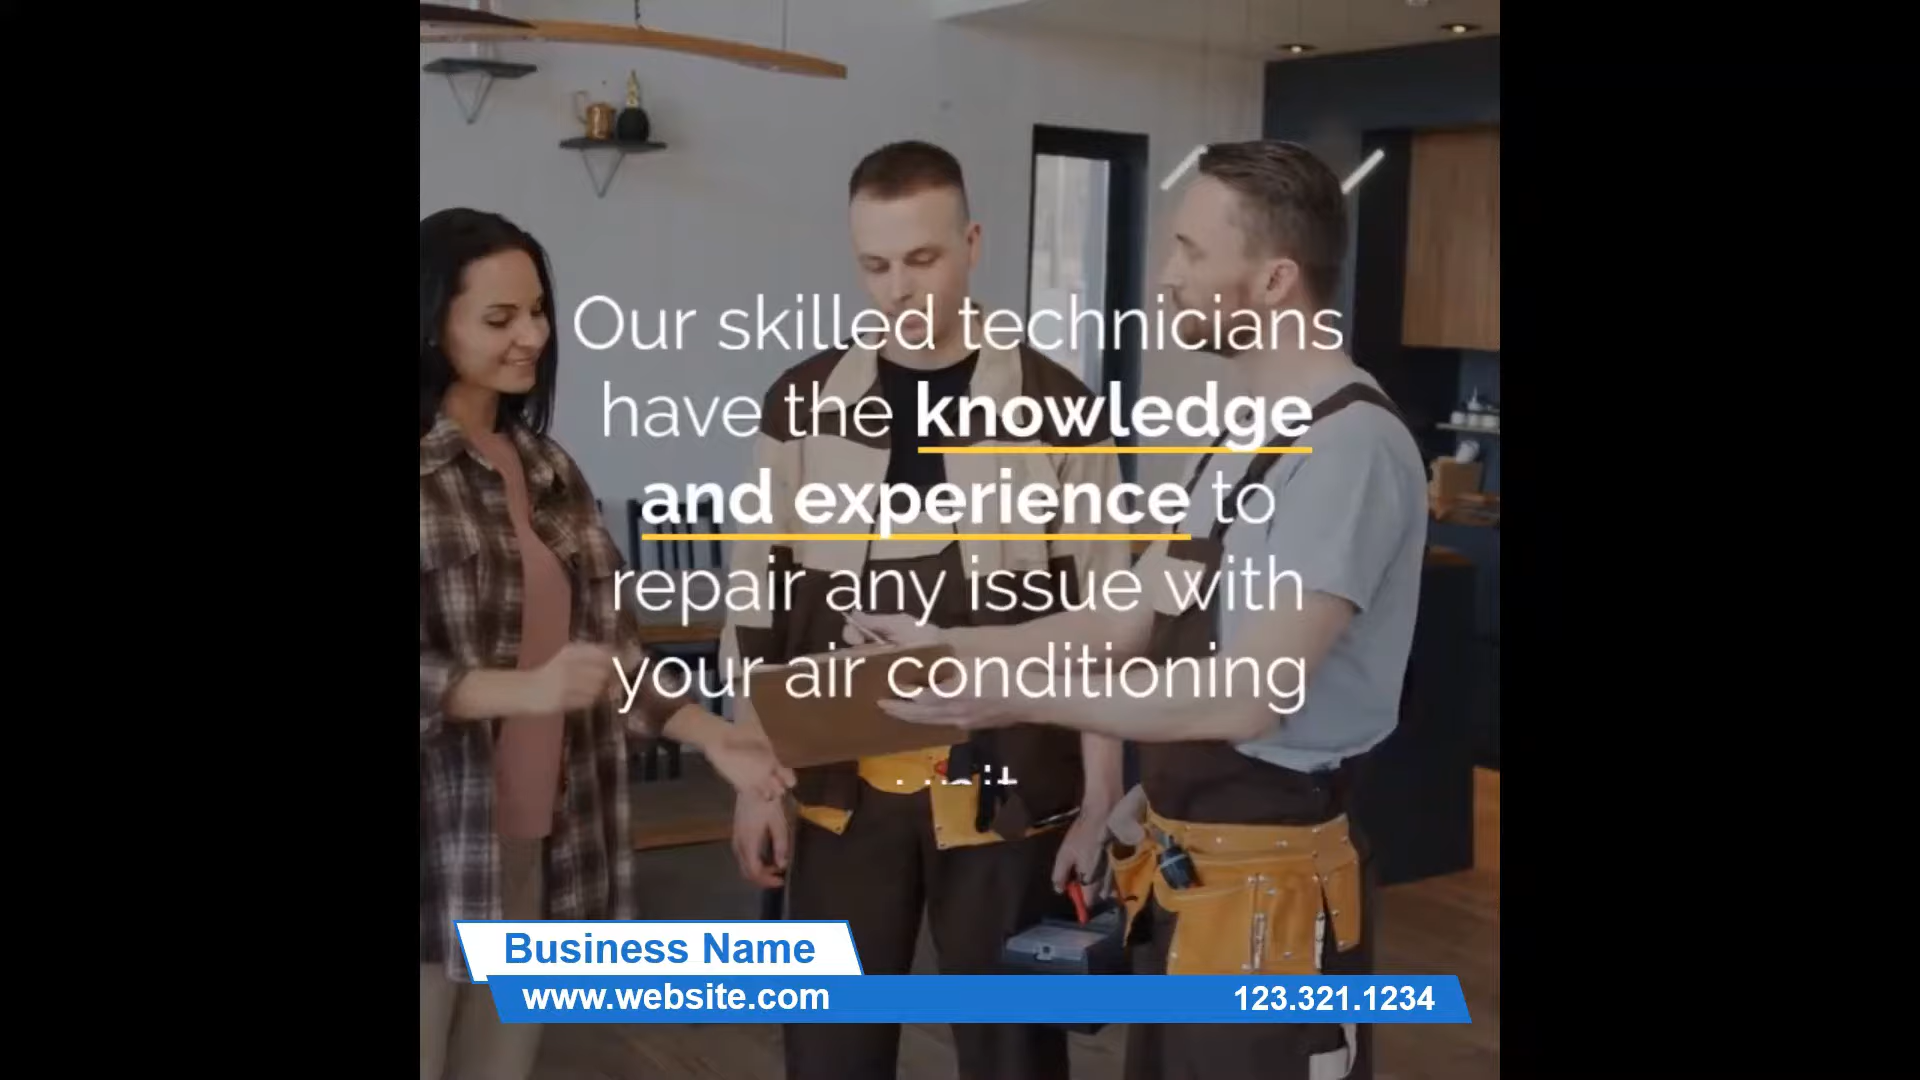 Our skilled technicians
have the knowledge
and experience to
repair any issue with
your air conditioning
Business Name
www.website.com
123.321.1234